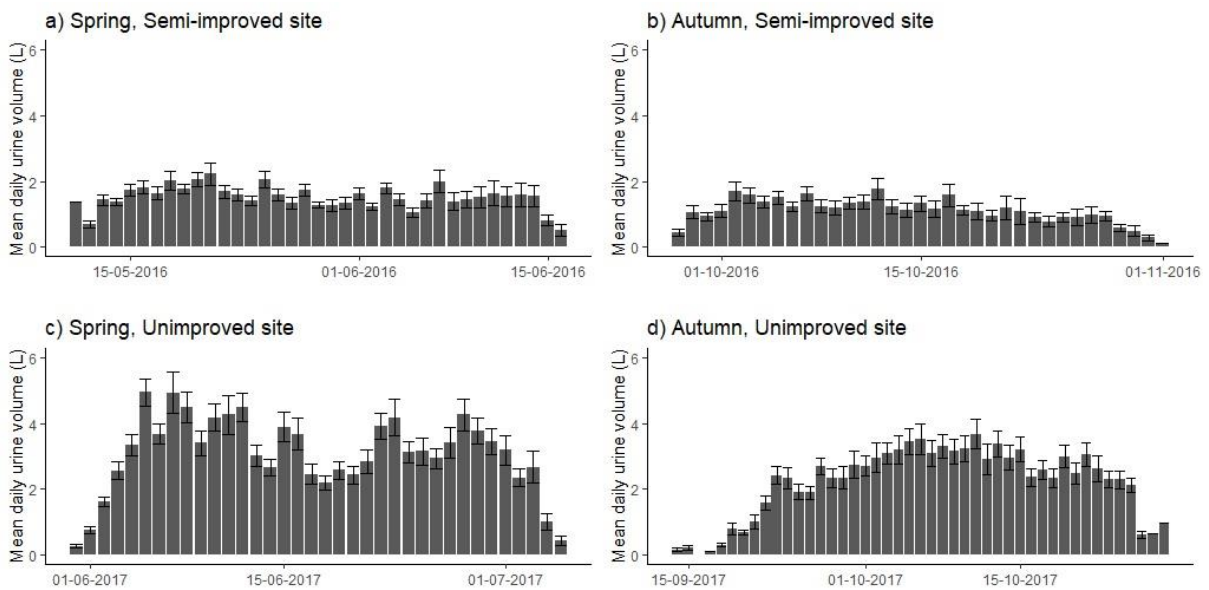 a) Spring, Semi-improved site
Mean daily urine volume (L)
6
4
2
0
15-05-2016 01-06-2016 15-06-2016
b) Autumn, Semi-improved site
Mean daily urine volume (L)
6
4
2
0
01-10-2016 15-10-2016 01-11-2016
c) Spring, Unimproved site
Mean daily urine volume (L)
6
4
2
0
01-06-2017 15-06-2017 01-07-2017
d) Autumn, Unimproved site
Mean daily urine volume (L)
6
4
2
0
15-09-2017 01-10-2017 15-10-2017